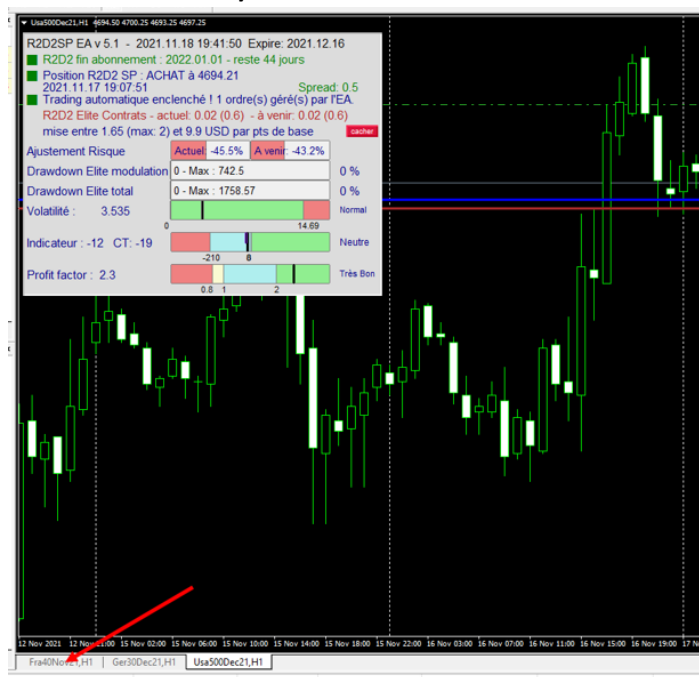 Usa500Dec21,H1 4694.50 4700.25 4693.25 4697.25
R2D2SP EA v 5.1 - 2021.11.18 19:41:50 Expire: 2021.12.16
R2D2 fin abonnement : 2022.01.01 - reste 44 jours
Position R2D2 SP : ACHAT à 4694.21
2021.11.17 19:07:51 Spread: 0.5
Trading automatique enclenché ! 1 ordre(s) géré(s) par l'EA.
R2D2 Elite Contrats - actuel: 0.02 (0.6) - à venir: 0.02 (0.6)
mise entre 1.65 (max: 2) et 9.9 USD par pts de base cacher
Ajustement Risque Actuel: -45.5% A venir: -43.2%
Drawdown Elite modulation 0 - Max : 742.5 0 %
Drawdown Elite total 0 - Max : 1758.57 0 %
Volatilité : 3.535 Normal
0 14.69
Indicateur : -12 CT: -19 Neutre
-210 8
Profit factor : 2.3 Très Bon
0.8 1 2
12 Nov 2021 12 Nov 21:00 15 Nov 02:00 15 Nov 06:00 15 Nov 10:00 15 Nov 14:00 15 Nov 18:00 15 Nov 22:00 16 Nov 03:00 16 Nov 07:00 16 Nov 11:00 16 Nov 15:00 16 Nov 19:00 17 N
Fra40Nov21,H1 Ger30Dec21,H1 Usa500Dec21,H1